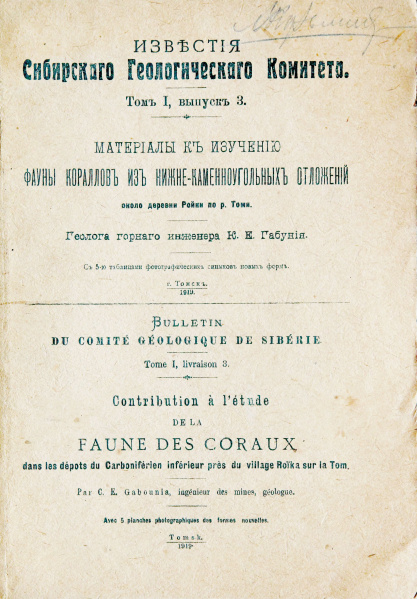 ИЗВѢСТІЯ
Сибирскаго Геологическаго Комитета.
Томъ I, выпускъ 3.
МАТЕРІАЛЫ КЪ ИЗУЧЕНІЮ
ФАУНЫ КОРАЛЛОВЪ ИЗЪ НИЖНЕ-КАМЕННОУГОЛЬНЫХЪ ОТЛОЖЕНІЙ
около деревни Ройки по р. Томи.
Геолога горнаго инженера К. Е. Габунія.
Съ 5-ю таблицами фотографическихъ снимковъ новыхъ формъ.
г. Томскъ.
1919.
BULLETIN
DU COMITÉ GÉOLOGIQUE DE SIBÉRIE.
Tome I, livraison 3.
Contribution à l'étude
DE LA
FAUNE DES CORAUX
dans les dépots du Carboniférien inférieur près du village Roïka sur la Tom.
Par C. E. Gabounia, ingénieur des mines, géologue.
Avec 5 planches photographiques des formes nouvelles.
Tomsk.
1919